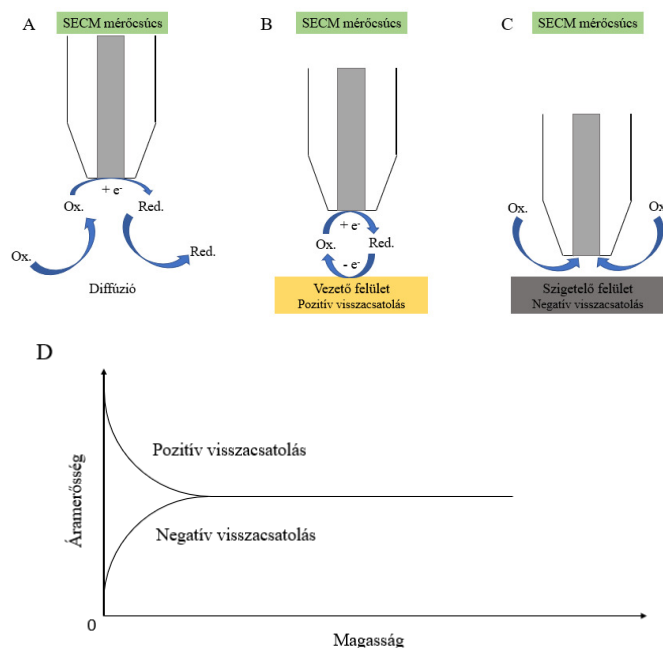 A
SECM mérőcsúcs
+ e-
Ox.
Red.
Ox.
Red.
Diffúzió
B
SECM mérőcsúcs
+ e-
Ox.
Red.
- e-
Vezető felület
Pozitív visszacsatolás
C
SECM mérőcsúcs
Ox.
Ox.
Szigetelő felület
Negatív visszacsatolás
D
Áramerősség
Pozitív visszacsatolás
Negatív visszacsatolás
0
Magasság